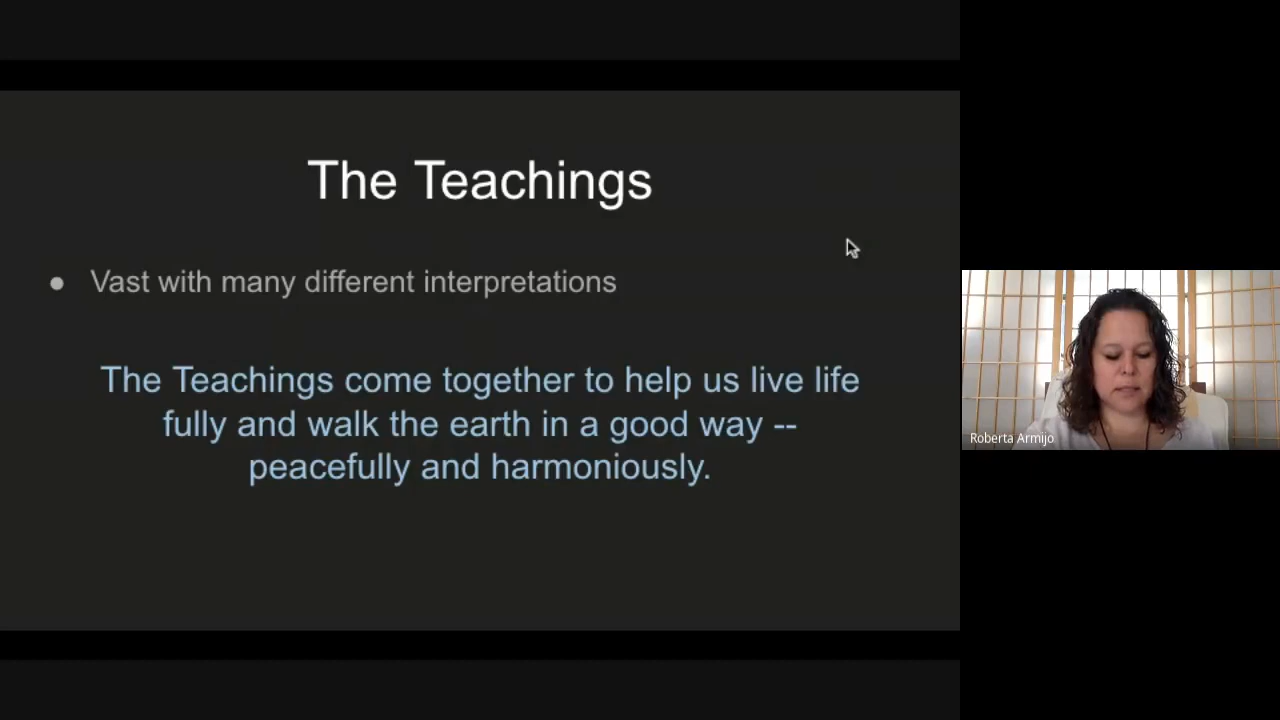 The Teachings
● Vast with many different interpretations
The Teachings come together to help us live life
fully and walk the earth in a good way --
peacefully and harmoniously.
Roberta Armijo